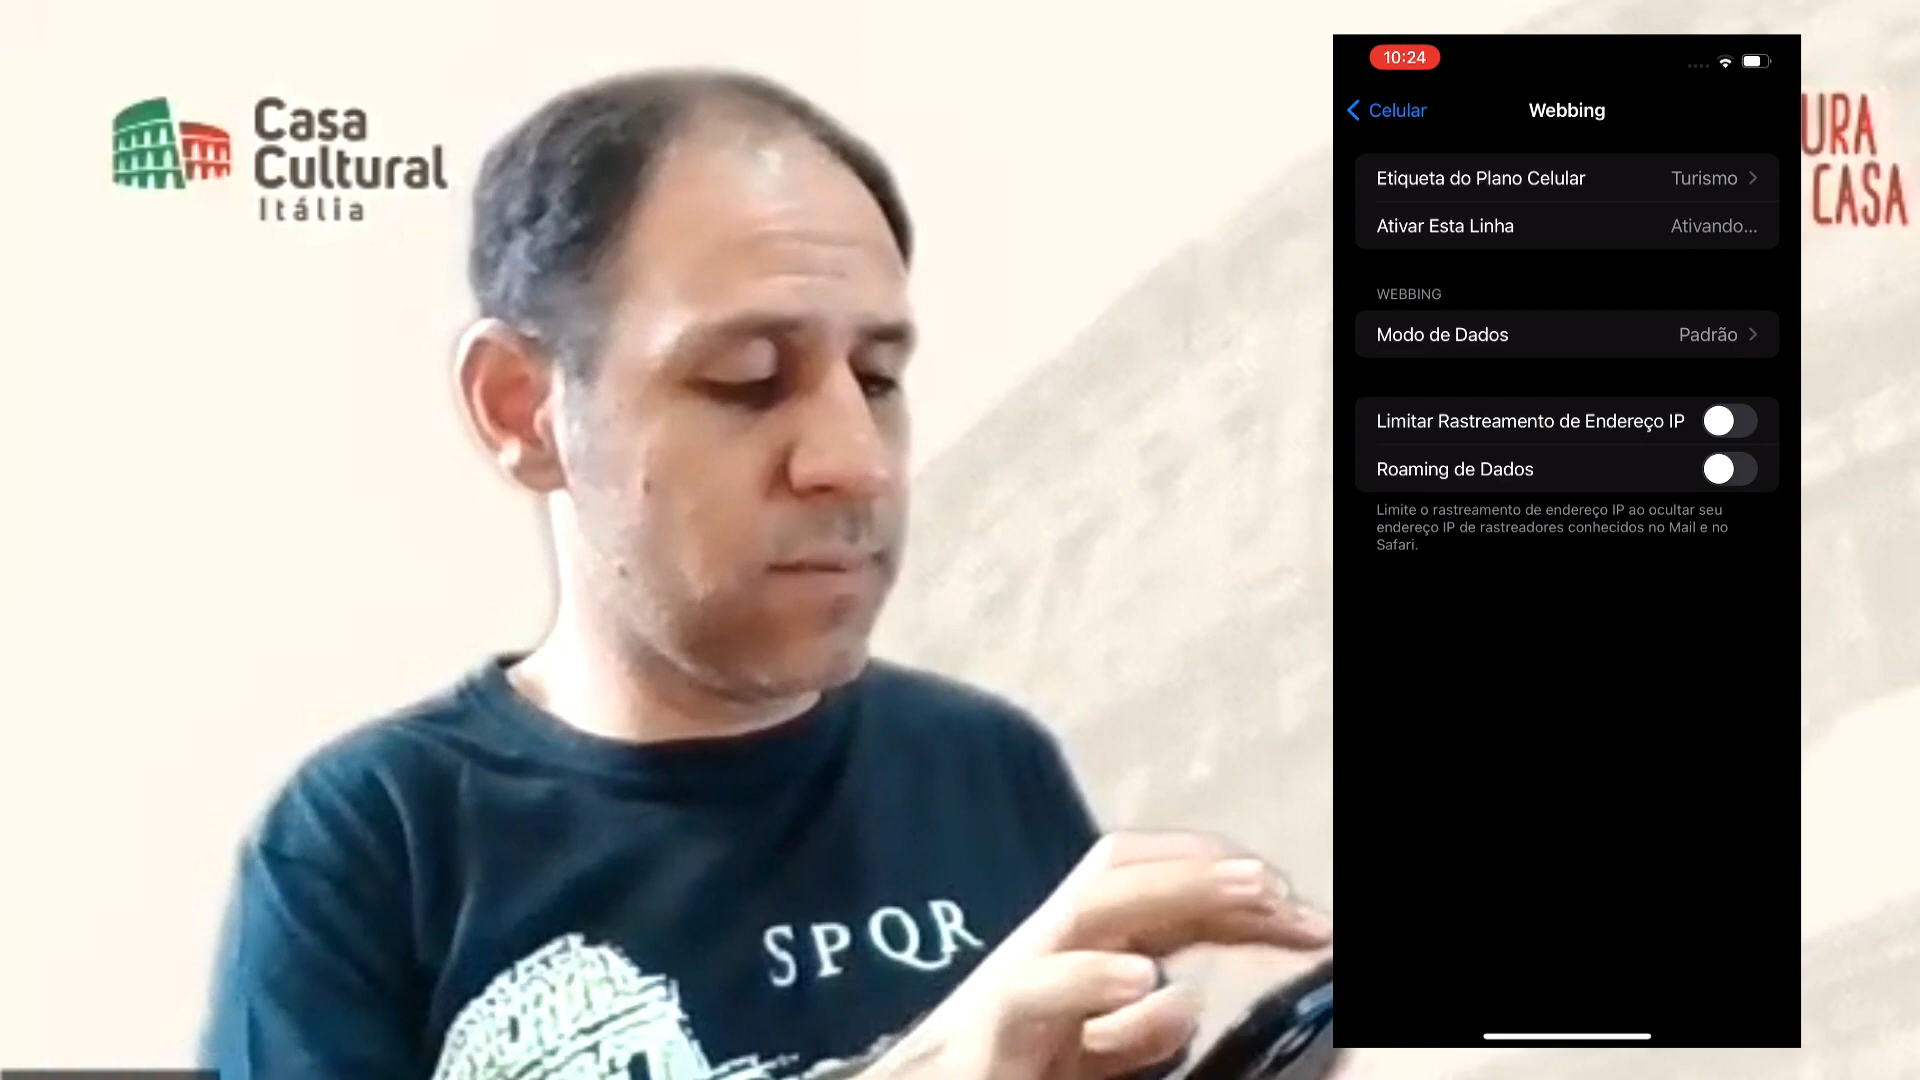 Casa
Cultural
Itália
URA
CASA
SPQR
10:24
Celular
Webbing
Etiqueta do Plano Celular Turismo
Ativar Esta Linha Ativando...
WEBBING
Modo de Dados Padrão
Limitar Rastreamento de Endereço IP
Roaming de Dados
Limite o rastreamento de endereço IP ao ocultar seu
endereço IP de rastreadores conhecidos no Mail e no
Safari.